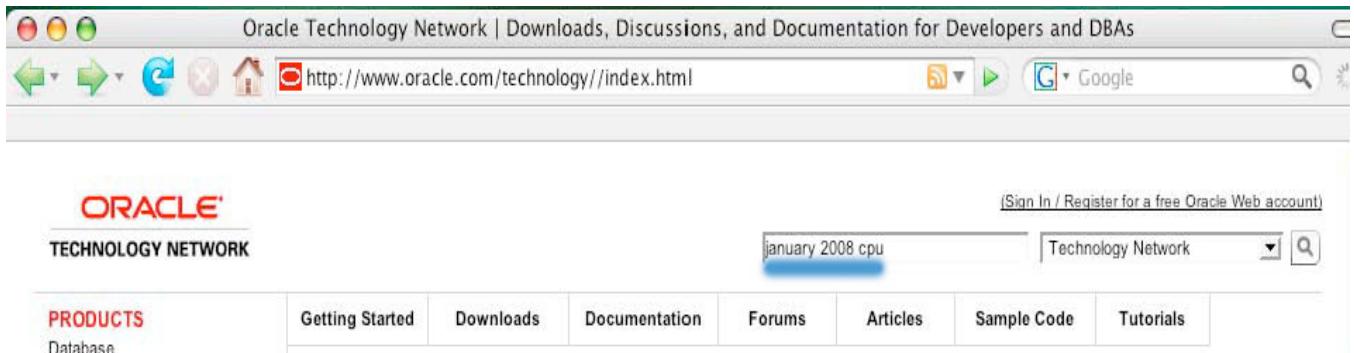 Oracle Technology Network | Downloads, Discussions, and Documentation for Developers and DBAs
http://www.oracle.com/technology//index.html
G Google
ORACLE
(Sign In / Register for a free Oracle Web account)
TECHNOLOGY NETWORK
january 2008 cpu
Technology Network
PRODUCTS
Getting Started Downloads Documentation Forums Articles Sample Code Tutorials
Database